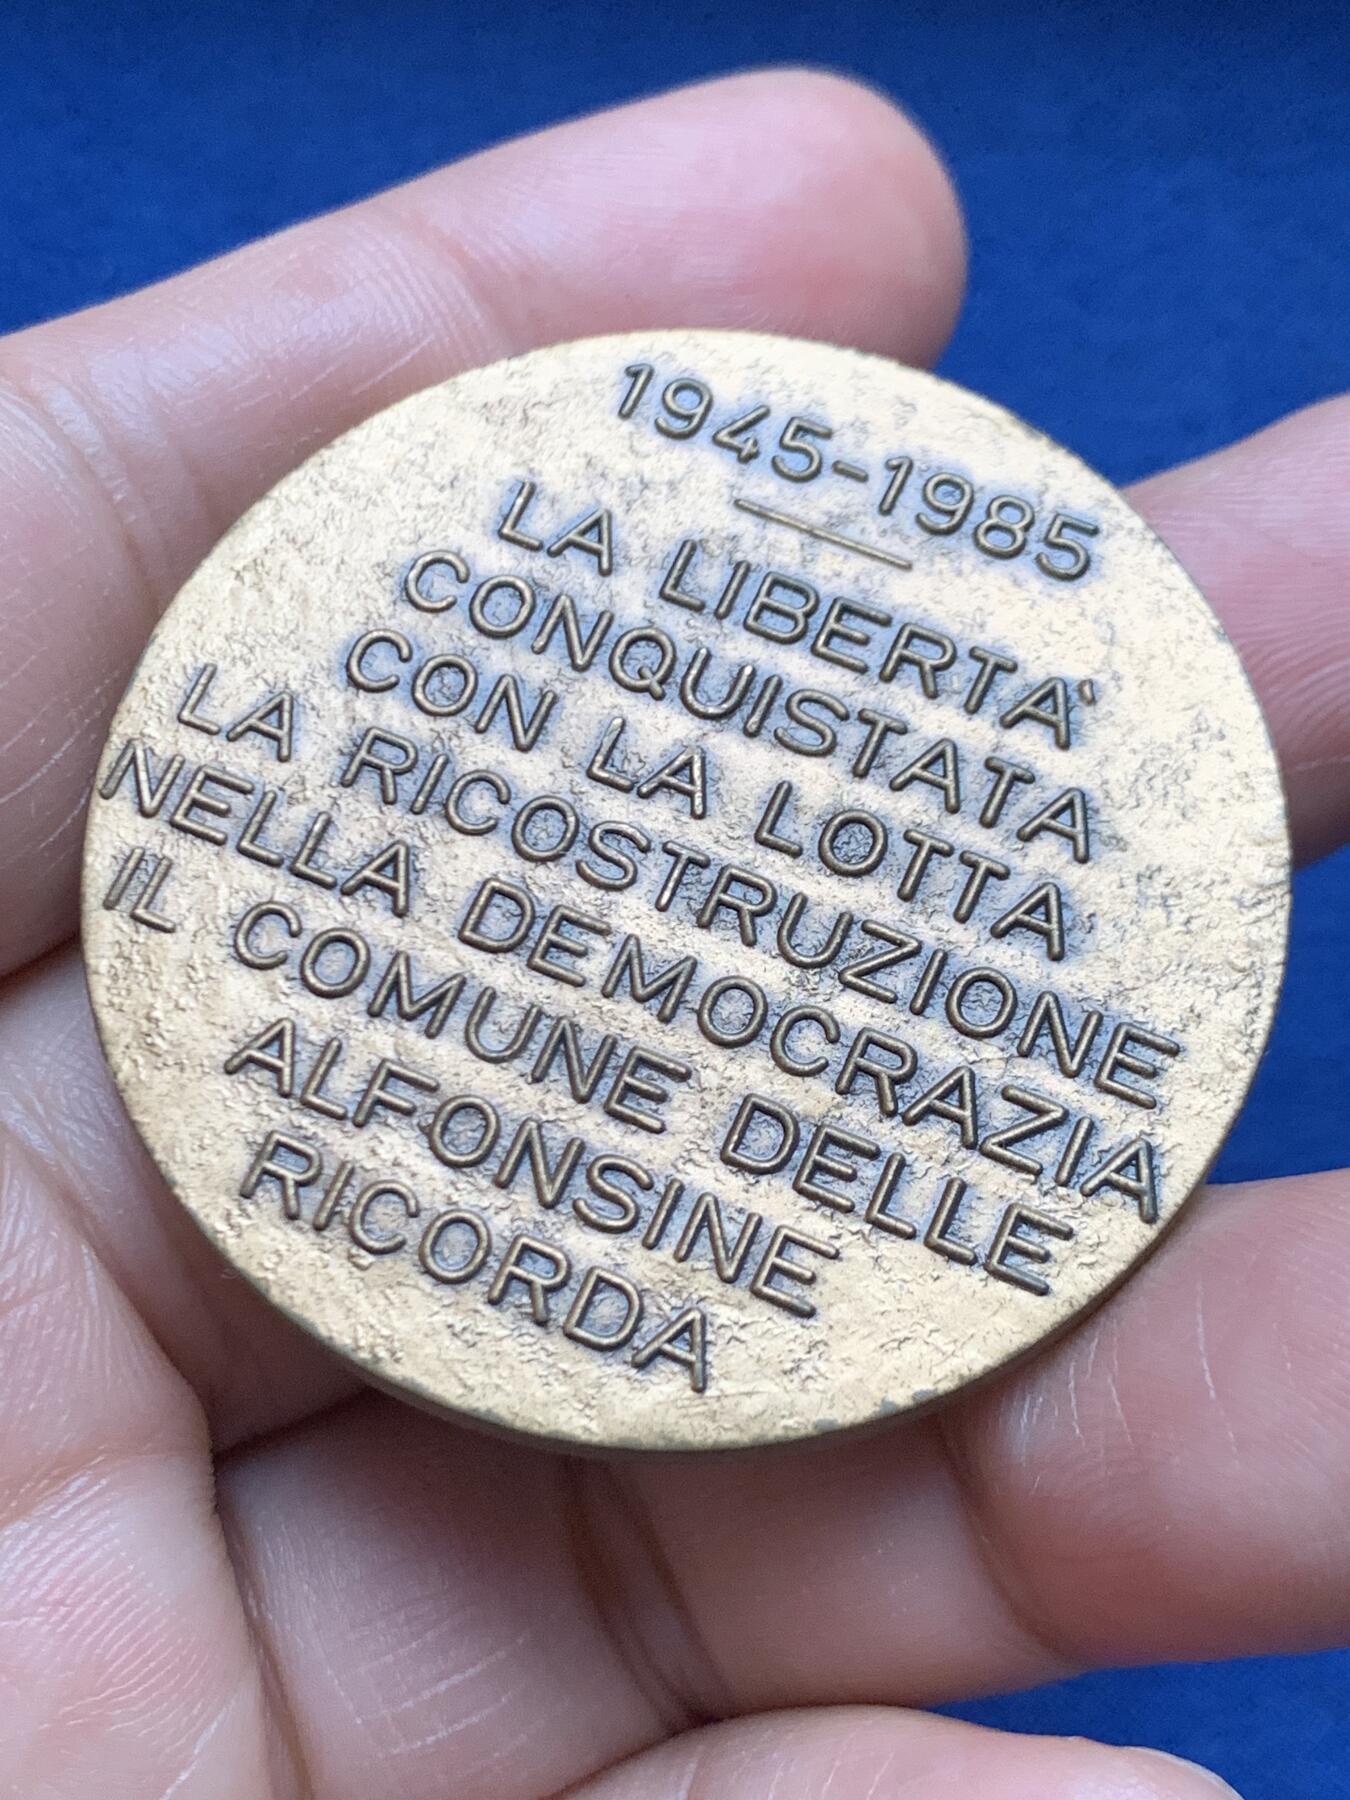 1945-1985
LA LIBERTA'
CONQUISTATA
CON LA LOTTA
LA RICOSTRUZIONE
NELLA DEMOCRAZIA
IL COMUNE DELLE
ALFONSINE
RICORDA